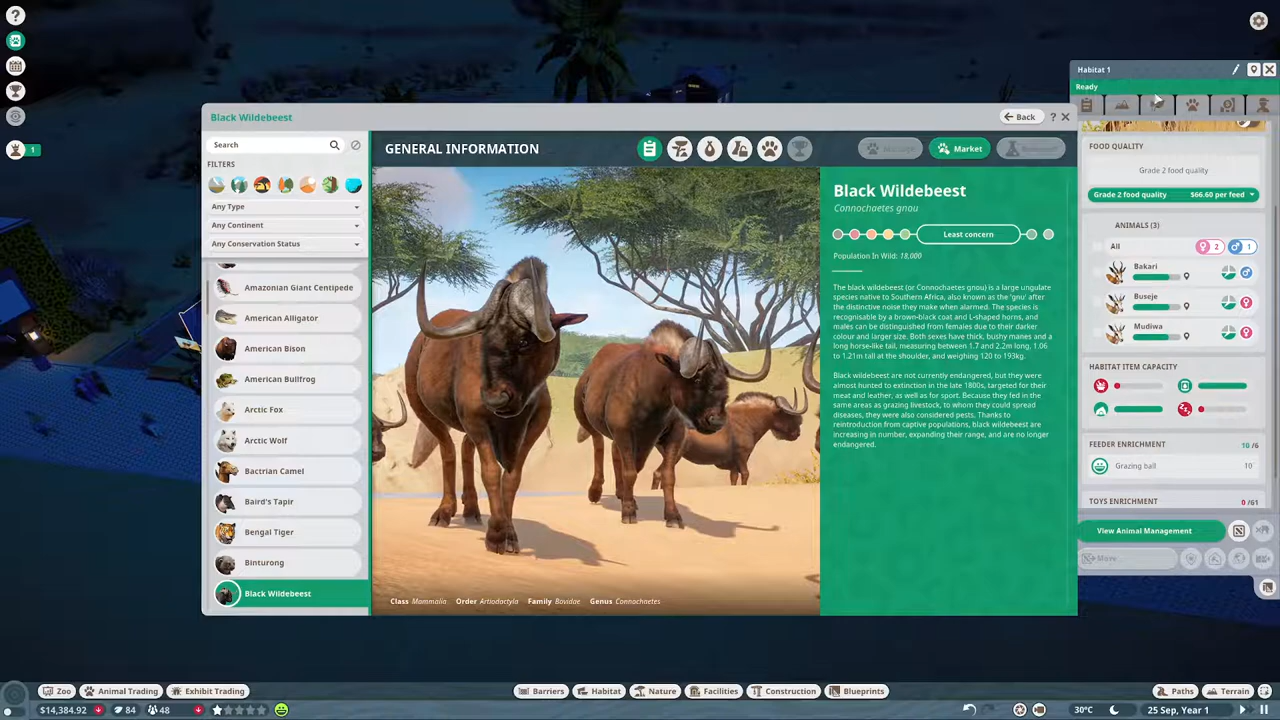 Black Wildebeest
Back
?
Search
FILTERS
Any Type
Any Continent
Any Conservation Status
Amazonian Giant Centipede
American Alligator
American Bison
American Bullfrog
Arctic Fox
Arctic Wolf
Bactrian Camel
Baird's Tapir
Bengal Tiger
Binturong
Black Wildebeest
GENERAL INFORMATION
Market
Black Wildebeest
Connochaetes gnou
Least concern
Population In Wild: 18,000
The black wildebeest (or Connochaetes gnou) is a large ungulate
species native to Southern Africa, also known as the 'gnu' after
the distinctive noise they make when alarmed. The species is
recognisable by a brown-black coat and L-shaped horns, and
males can be distinguished from females due to their darker
colour and larger size. Both sexes have thick, bushy manes and a
long horse-like tail, measuring between 1.7 and 2.2m long, 1.06
to 1.21m tall at the shoulder, and weighing 120 to 193kg.
Black wildebeest are not currently endangered, but they were
almost hunted to extinction in the late 1800s, targeted for their
meat and leather, as well as for sport. Because they fed in the
same areas as grazing livestock, to whom they could spread
diseases, they were also considered pests. Thanks to
reintroduction from captive populations, black wildebeest are
increasing in number, expanding their range, and are no longer
endangered.
Class Mammalia Order Artiodactyla Family Bovidae Genus Connochaetes
Habitat 1
Ready
FOOD QUALITY
Grade 2 food quality
Grade 2 food quality $66.60 per feed
ANIMALS (3)
All 2 1
Bakari
Buseje
Mudiwa
HABITAT ITEM CAPACITY
FEEDER ENRICHMENT 10 /6
Grazing ball 10
TOYS ENRICHMENT 0 /61
View Animal Management
Move
?
1
Zoo Animal Trading Exhibit Trading Barriers Habitat Nature Facilities Construction Blueprints Paths Terrain
$14,384.92 84 48 30°C 25 Sep, Year 1